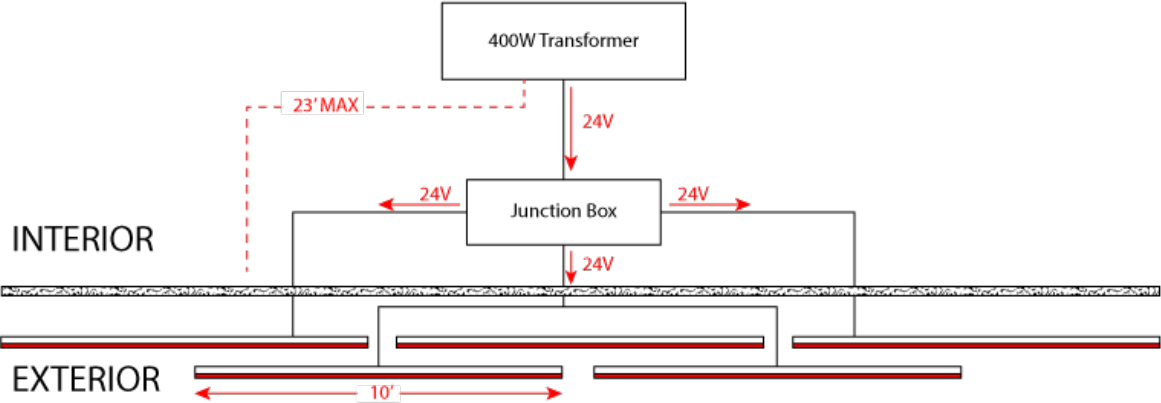 400W Transformer
23' MAX
24V
24V
24V
Junction Box
INTERIOR
24V
EXTERIOR
10'